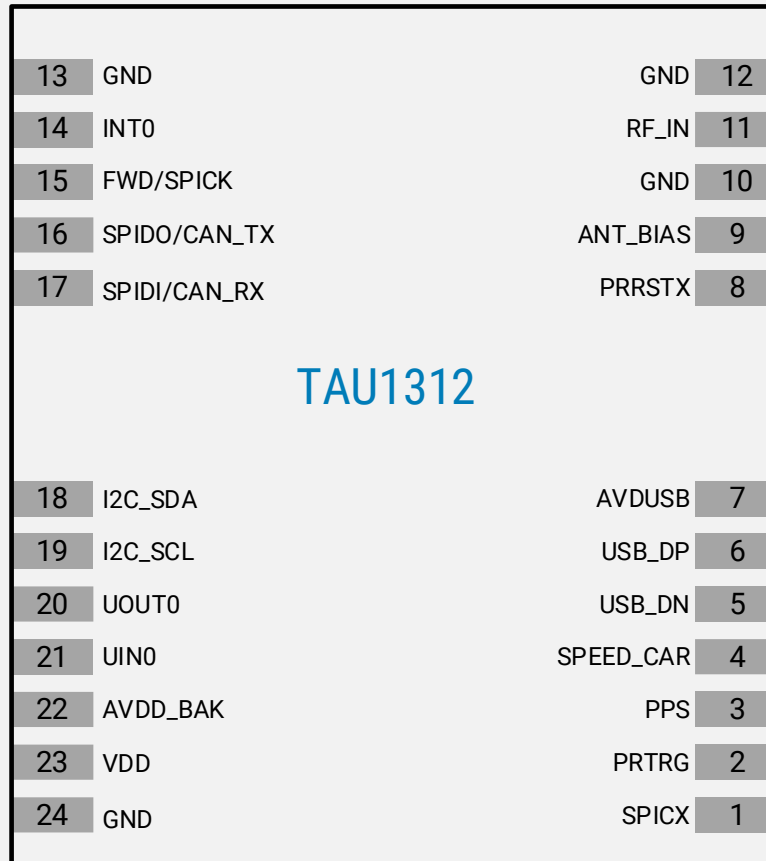 13 GND GND 12
14 INT0 RF_IN 11
15 FWD/SPICK GND 10
16 SPIDO/CAN_TX ANT_BIAS 9
17 SPIDI/CAN_RX PRRSTX 8
TAU1312
18 I2C_SDA AVDUSB 7
19 I2C_SCL USB_DP 6
20 UOUT0 USB_DN 5
21 UIN0 SPEED_CAR 4
22 AVDD_BAK PPS 3
23 VDD PRTRG 2
24 GND SPICX 1